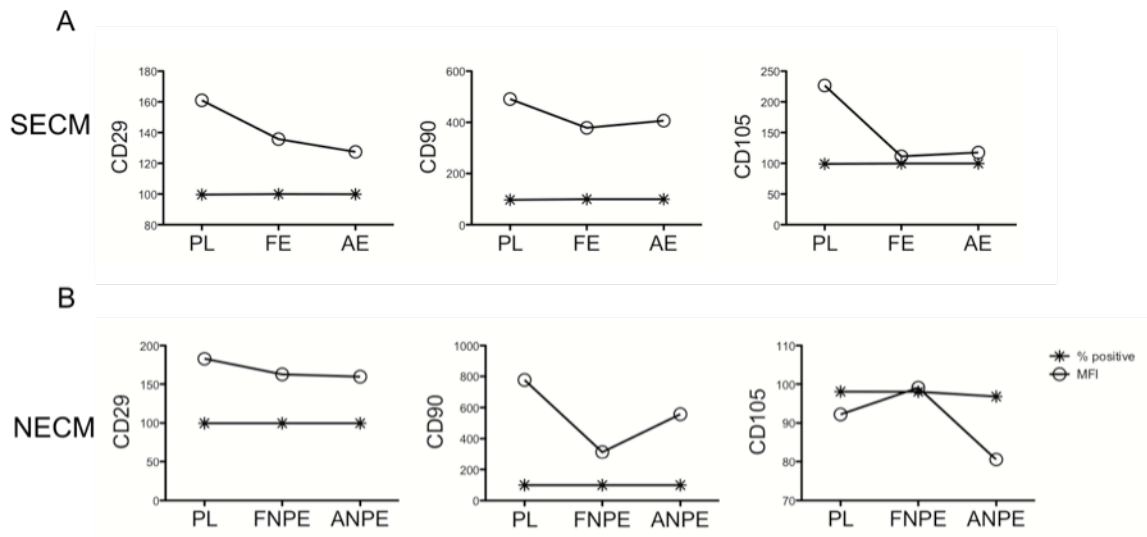 A
SECM
CD29
180
160
140
120
100
80
PL FE AE
CD90
600
400
200
0
PL FE AE
CD105
250
200
150
100
50
0
PL FE AE
B
NECM
CD29
200
150
100
50
0
PL FNPE ANPE
CD90
1000
800
600
400
200
0
PL FNPE ANPE
CD105
110
100
90
80
70
PL FNPE ANPE
% positive
MFI